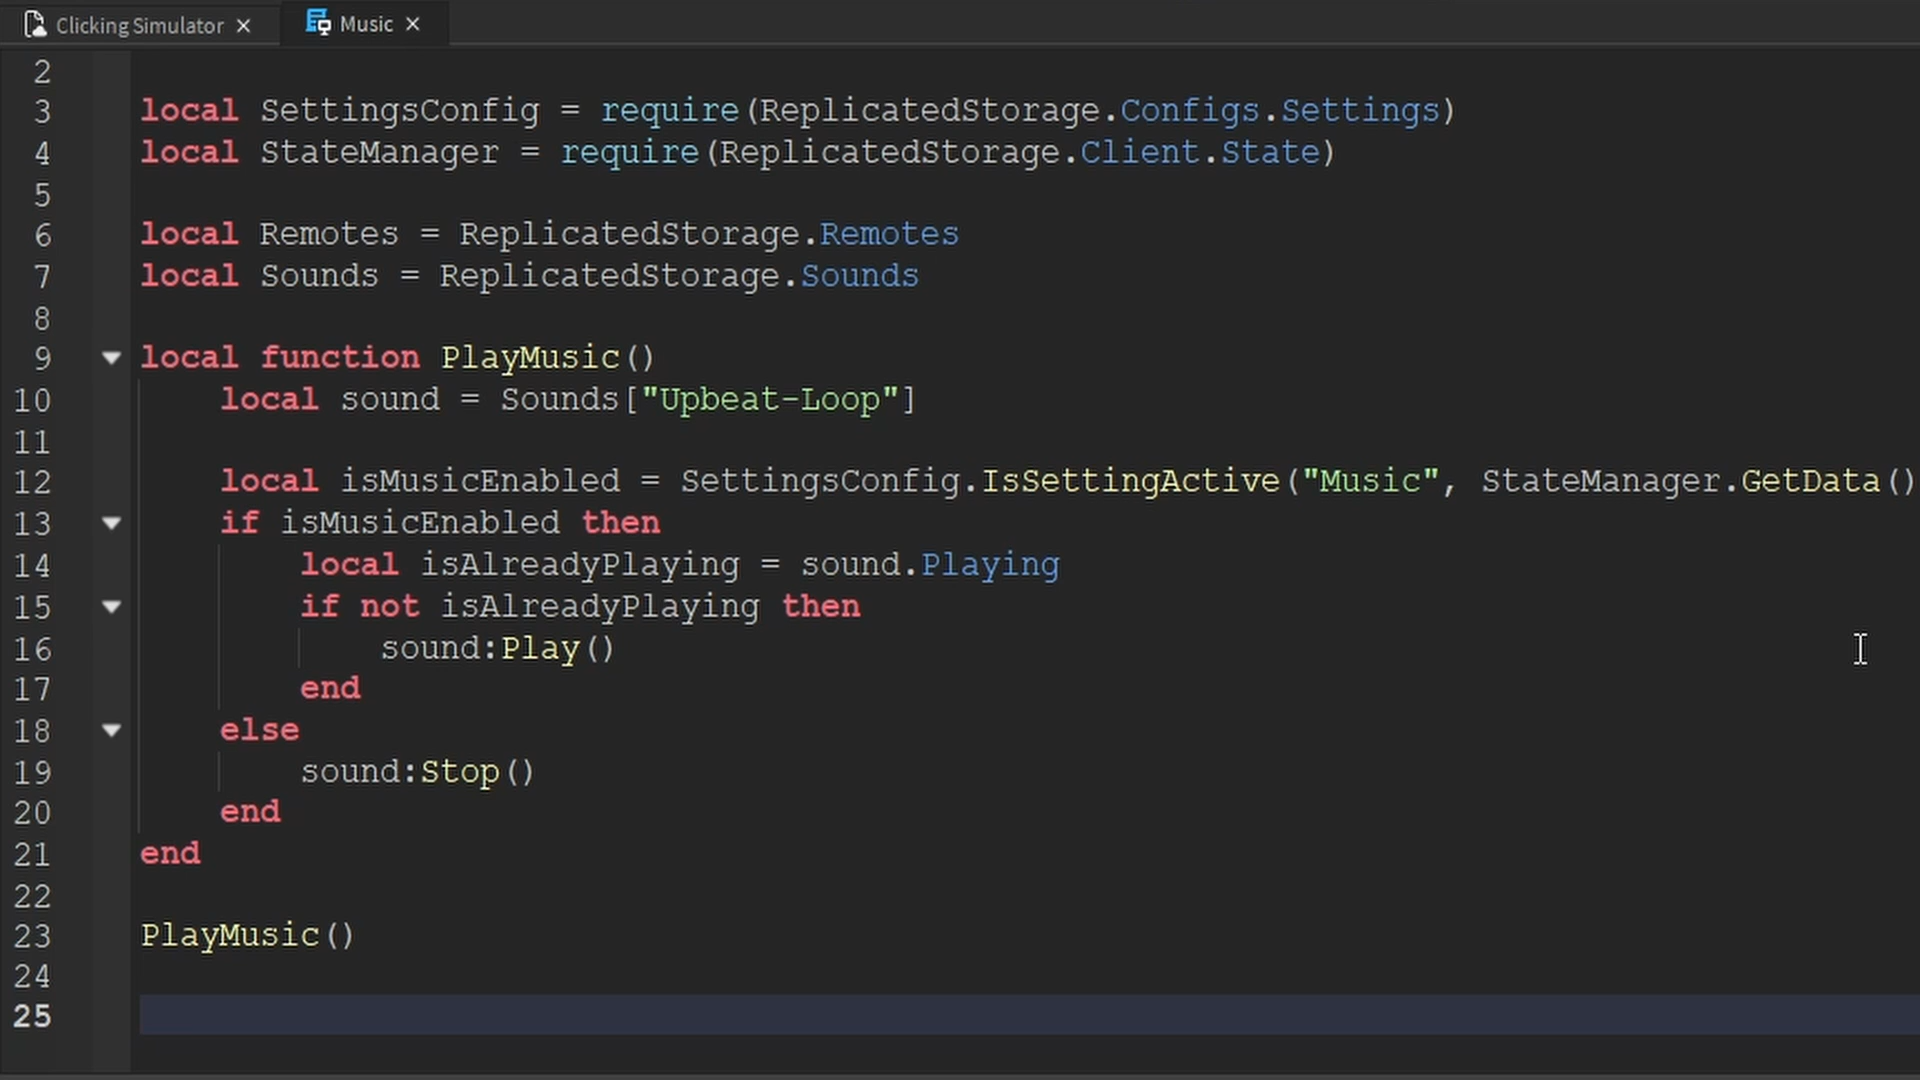 Clicking Simulator
Music
2
3 local SettingsConfig = require(ReplicatedStorage.Configs.Settings)
4 local StateManager = require(ReplicatedStorage.Client.State)
5
6 local Remotes = ReplicatedStorage.Remotes
7 local Sounds = ReplicatedStorage.Sounds
8
9 local function PlayMusic()
10 local sound = Sounds["Upbeat-Loop"]
11
12 local isMusicEnabled = SettingsConfig.IsSettingActive("Music", StateManager.GetData()
13 if isMusicEnabled then
14 local isAlreadyPlaying = sound.Playing
15 if not isAlreadyPlaying then
16 sound:Play()
17 end
18 else
19 sound:Stop()
20 end
21 end
22
23 PlayMusic()
24
25